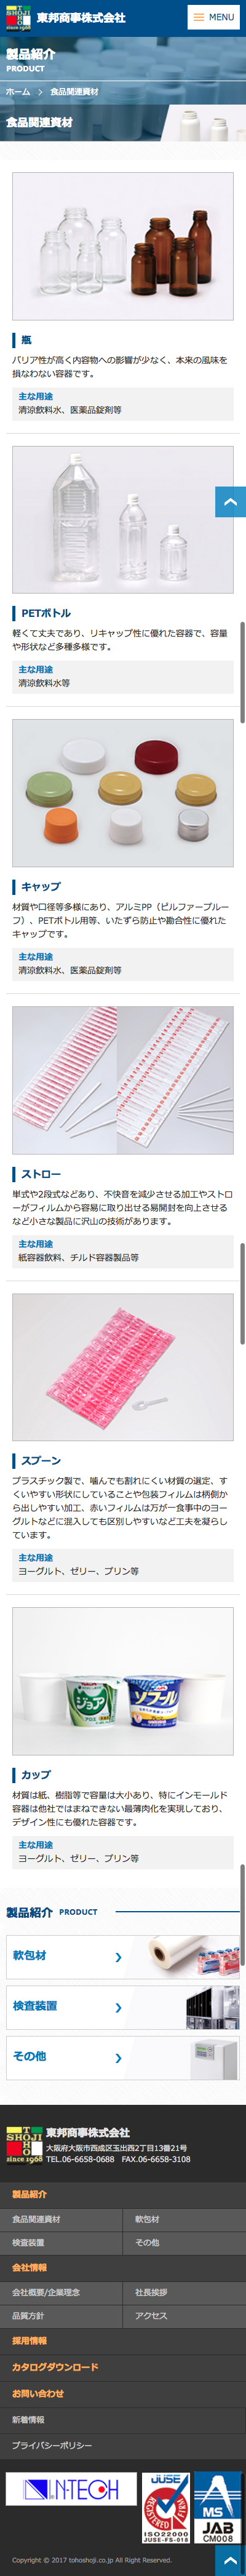 TOHO
SHOJI
since 1968
東邦商事株式会社
MENU
製品紹介
PRODUCT
ホーム
食品関連資材
食品関連資材
瓶
バリア性が高く内容物への影響が少なく、本来の風味を
損なわない容器です。
主な用途
清涼飲料水、医薬品錠剤等
PETボトル
軽くて丈夫であり、リキャップ性に優れた容器で、容量
や形状など多種多様です。
主な用途
清涼飲料水等
キャップ
材質や口径等多様にあり、アルミPP（ピルファープルー
フ）、PETボトル用等、いたずら防止や勘合性に優れた
キャップです。
主な用途
清涼飲料水、医薬品錠剤等
ストロー
単式や2段式などあり、不快音を減少させる加工やストロ
ーがフィルムから容易に取り出せる易開封を向上させる
など小さな製品に沢山の技術があります。
主な用途
紙容器飲料、チルド容器製品等
スプーン
プラスチック製で、噛んでも割れにくい材質の選定、す
くいやすい形状にしていることや包装フィルムは柄側か
ら出しやすい加工、赤いフィルムは万が一食事中のヨー
グルトなどに混入しても区別しやすいなど工夫を凝らし
ています。
主な用途
ヨーグルト、ゼリー、プリン等
ジョア
アロエ
ソフール
カップ
材質は紙、樹脂等で容量は大小あり、特にインモールド
容器は他社ではまねできない最薄肉化を実現しており、
デザイン性にも優れた容器です。
主な用途
ヨーグルト、ゼリー、プリン等
製品紹介 PRODUCT
軟包材
検査装置
その他
TOHO
SHOJI
since 1968
東邦商事株式会社
大阪府大阪市西成区玉出西2丁目13番21号
TEL.06-6658-0688 FAX.06-6658-3108
製品紹介
食品関連資材
軟包材
検査装置
その他
会社情報
会社概要/企業理念
社長挨拶
品質方針
アクセス
採用情報
カタログダウンロード
お問い合わせ
新着情報
プライバシーポリシー
N-TECH
JUSE
REGISTERED FIRM
ISO22000
JUSE-FS-018
MS
JAB
CM008
Copyright © 2017 tohoshoji.co.jp All Right Reserved.